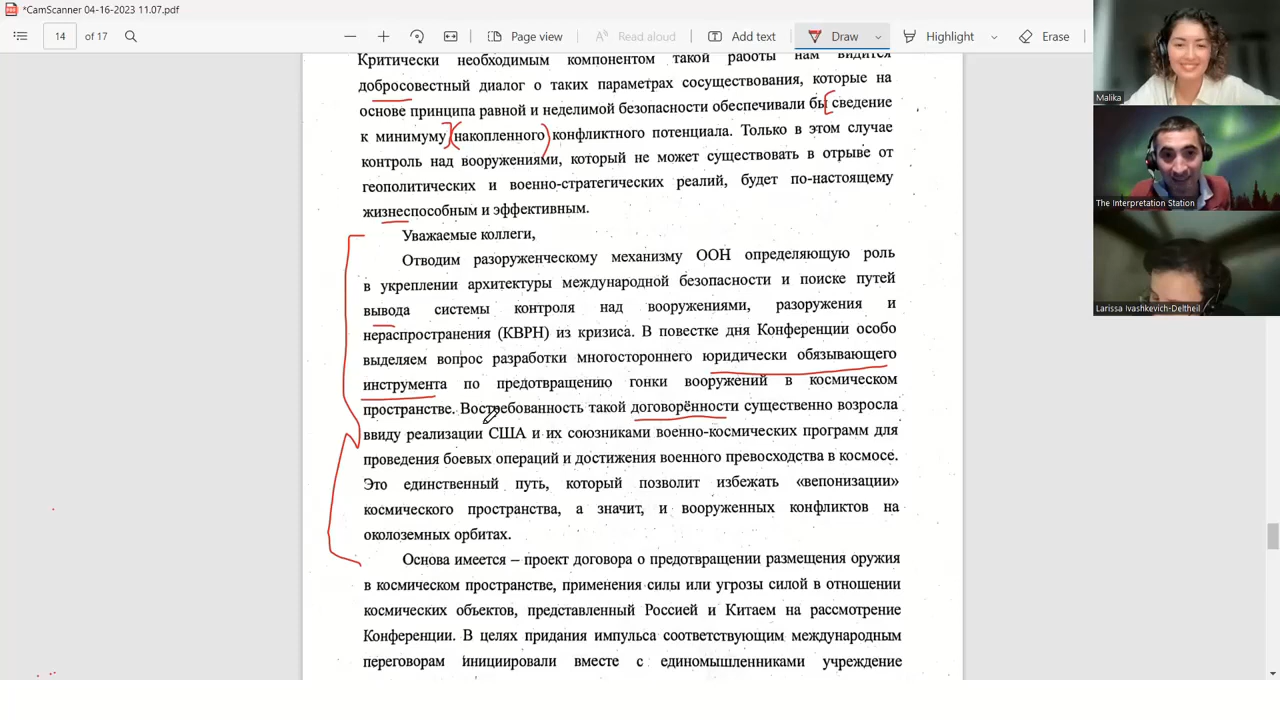 *CamScanner 04-16-2023 11.07.pdf
14 of 17 Page view Read aloud Add text Draw Highlight Erase
Критически необходимым компонентом такой работы нам видится
добросовестный диалог о таких параметрах сосуществования, которые на
основе принципа равной и неделимой безопасности обеспечивали бы сведение
к минимуму накопленного конфликтного потенциала. Только в этом случае
контроль над вооружениями, который не может существовать в отрыве от
геополитических и военно-стратегических реалий, будет по-настоящему
жизнеспособным и эффективным.
Уважаемые коллеги,
Отводим разоруженческому механизму ООН определяющую роль
в укреплении архитектуры международной безопасности и поиске путей
вывода системы контроля над вооружениями, разоружения и
нераспространения (КВРН) из кризиса. В повестке дня Конференции особо
выделяем вопрос разработки многостороннего юридически обязывающего
инструмента по предотвращению гонки вооружений в космическом
пространстве. Востребованность такой договорённости существенно возросла
ввиду реализации США и их союзниками военно-космических программ для
проведения боевых операций и достижения военного превосходства в космосе.
Это единственный путь, который позволит избежать «вепонизации»
космического пространства, а значит, и вооруженных конфликтов на
околоземных орбитах.
Основа имеется – проект договора о предотвращении размещения оружия
в космическом пространстве, применения силы или угрозы силой в отношении
космических объектов, представленный Россией и Китаем на рассмотрение
Конференции. В целях придания импульса соответствующим международным
переговорам инициировали вместе с единомышленниками учреждение
Malika
The Interpretation Station
Larissa Ivashkevich-Deltheil